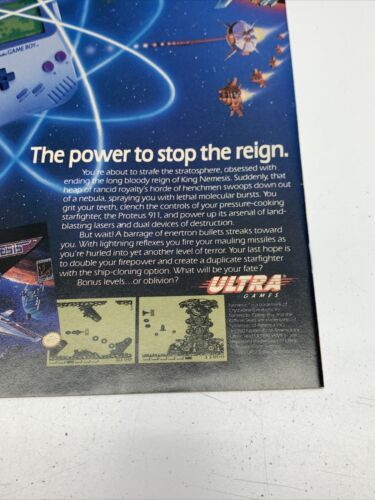 GAME BOY
The power to stop the reign.
You're about to strafe the stratosphere, obsessed with
ending the long bloody reign of King Nemesis. Suddenly, that
heap of rancid royalty's horde of henchmen swoops down out
of a nebula, spraying you with lethal molecular bursts. You
grit your teeth, clench the controls of your pressure-cooking
starfighter, the Proteus 911, and power up its arsenal of land-
blasting lasers and dual devices of destruction.
But wait! A barrage of enertron bullets streaks toward
you. With lightning reflexes you fire your mauling missiles as
you're hurled into yet another level of terror. Your last hope is
to double your firepower and create a duplicate starfighter
with the ship-cloning option. What will be your fate?
Bonus levels...or oblivion?
ULTRA
GAMES